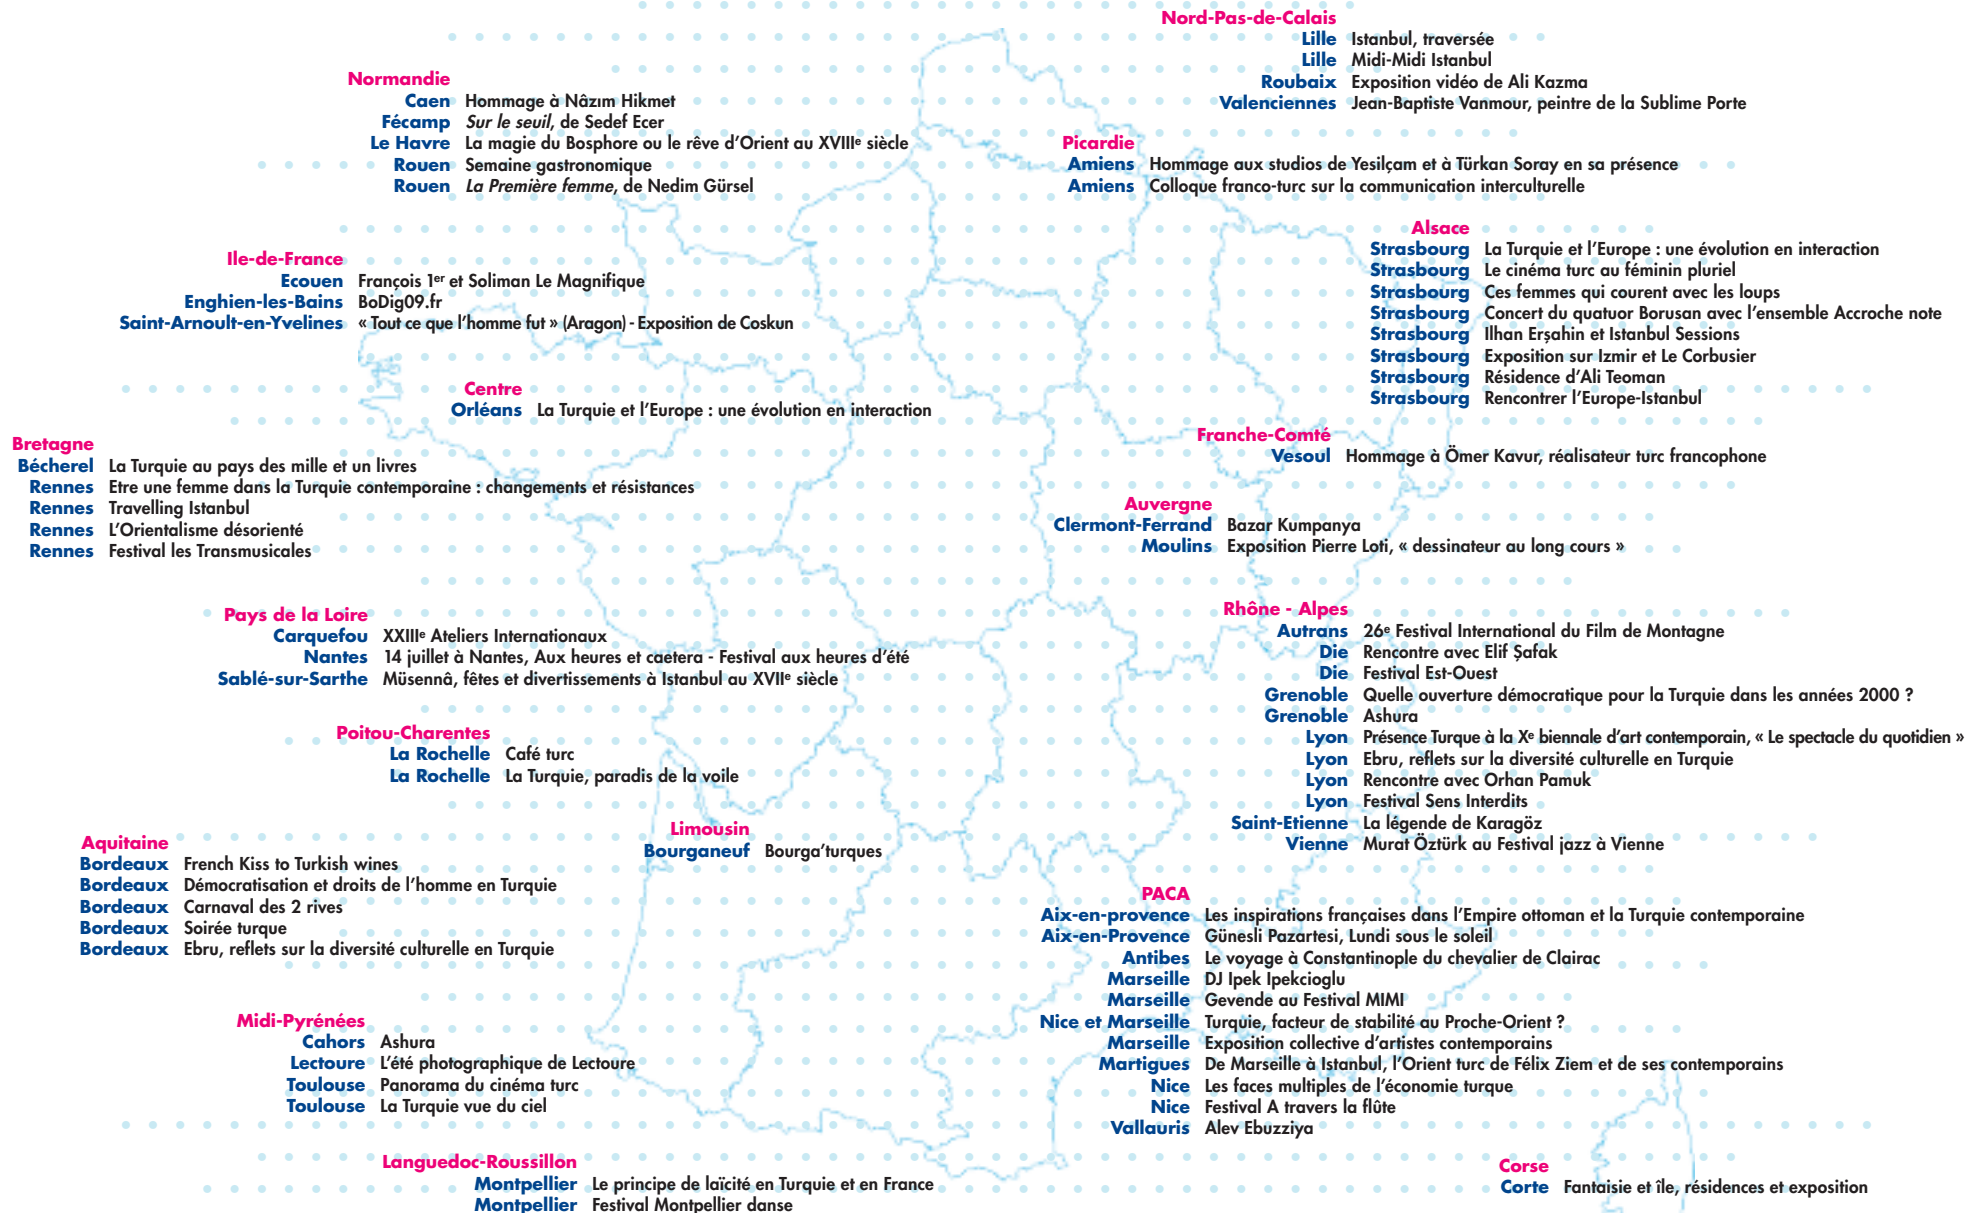 Nord-Pas-de-Calais
Lille Istanbul, traversée
Lille Midi-Midi Istanbul
Roubaix Exposition vidéo de Ali Kazma
Valenciennes Jean-Baptiste Vanmour, peintre de la Sublime Porte
Normandie
Caen Hommage à Nâzım Hikmet
Fécamp Sur le seuil, de Sedef Ecer
Le Havre La magie du Bosphore ou le rêve d'Orient au XVIIIe siècle
Rouen Semaine gastronomique
Rouen La Première femme, de Nedim Gürsel
Picardie
Amiens Hommage aux studios de Yesilçam et à Türkan Soray en sa présence
Amiens Colloque franco-turc sur la communication interculturelle
Alsace
Strasbourg La Turquie et l'Europe : une évolution en interaction
Strasbourg Le cinéma turc au féminin pluriel
Strasbourg Ces femmes qui courent avec les loups
Strasbourg Concert du quatuor Borusan avec l'ensemble Accroche note
Strasbourg Ilhan Erşahin et Istanbul Sessions
Strasbourg Exposition sur Izmir et Le Corbusier
Strasbourg Résidence d'Ali Teoman
Strasbourg Rencontrer l'Europe-Istanbul
Ile-de-France
Ecouen François 1er et Soliman Le Magnifique
Enghien-les-Bains BoDig09.fr
Saint-Arnoult-en-Yvelines « Tout ce que l'homme fut » (Aragon) - Exposition de Coskun
Centre
Orléans La Turquie et l'Europe : une évolution en interaction
Bretagne
Bécherel La Turquie au pays des mille et un livres
Rennes Etre une femme dans la Turquie contemporaine : changements et résistances
Rennes Travelling Istanbul
Rennes L'Orientalisme désorienté
Rennes Festival les Transmusicales
Franche-Comté
Vesoul Hommage à Ömer Kavur, réalisateur turc francophone
Auvergne
Clermont-Ferrand Bazar Kumpanya
Moulins Exposition Pierre Loti, « dessinateur au long cours »
Pays de la Loire
Carquefou XXIIIe Ateliers Internationaux
Nantes 14 juillet à Nantes, Aux heures et caetera - Festival aux heures d'été
Sablé-sur-Sarthe Müsennâ, fêtes et divertissements à Istanbul au XVIIe siècle
Rhône - Alpes
Autrans 26e Festival International du Film de Montagne
Die Rencontre avec Elif Şafak
Die Festival Est-Ouest
Grenoble Quelle ouverture démocratique pour la Turquie dans les années 2000 ?
Grenoble Ashura
Lyon Présence Turque à la Xe biennale d'art contemporain, « Le spectacle du quotidien »
Lyon Ebru, reflets sur la diversité culturelle en Turquie
Lyon Rencontre avec Orhan Pamuk
Lyon Festival Sens Interdits
Saint-Etienne La légende de Karagöz
Vienne Murat Öztürk au Festival jazz à Vienne
Poitou-Charentes
La Rochelle Café turc
La Rochelle La Turquie, paradis de la voile
Limousin
Bourganeuf Bourga'turques
Aquitaine
Bordeaux French Kiss to Turkish wines
Bordeaux Démocratisation et droits de l'homme en Turquie
Bordeaux Carnaval des 2 rives
Bordeaux Soirée turque
Bordeaux Ebru, reflets sur la diversité culturelle en Turquie
PACA
Aix-en-provence Les inspirations françaises dans l'Empire ottoman et la Turquie contemporaine
Aix-en-Provence Günesli Pazartesi, Lundi sous le soleil
Antibes Le voyage à Constantinople du chevalier de Clairac
Marseille DJ Ipek Ipekcioglu
Marseille Gevende au Festival MIMI
Nice et Marseille Turquie, facteur de stabilité au Proche-Orient ?
Marseille Exposition collective d'artistes contemporains
Martigues De Marseille à Istanbul, l'Orient turc de Félix Ziem et de ses contemporains
Nice Les faces multiples de l'économie turque
Nice Festival A travers la flûte
Vallauris Alev Ebuzziya
Midi-Pyrénées
Cahors Ashura
Lectoure L'été photographique de Lectoure
Toulouse Panorama du cinéma turc
Toulouse La Turquie vue du ciel
Languedoc-Roussillon
Montpellier Le principe de laïcité en Turquie et en France
Montpellier Festival Montpellier danse
Corse
Corte Fantaisie et île, résidences et exposition